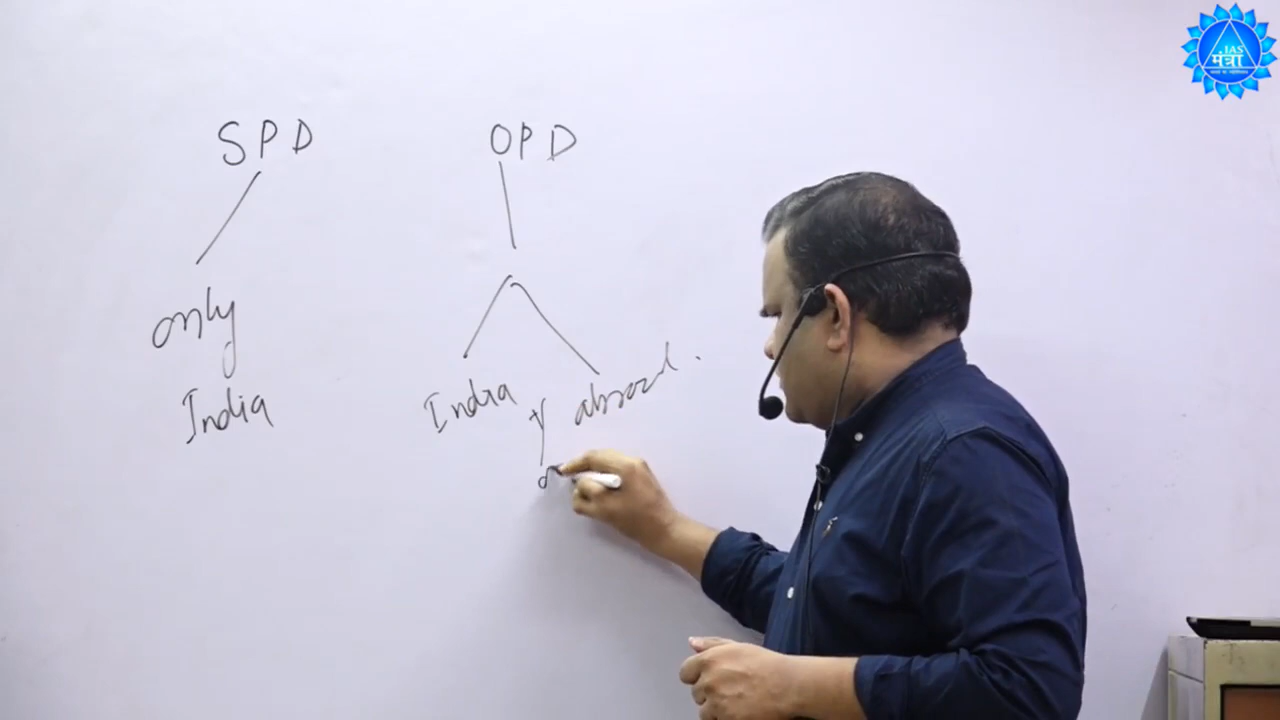 SPD
OPD
only
India
India
abroad.
IAS
मंत्रा